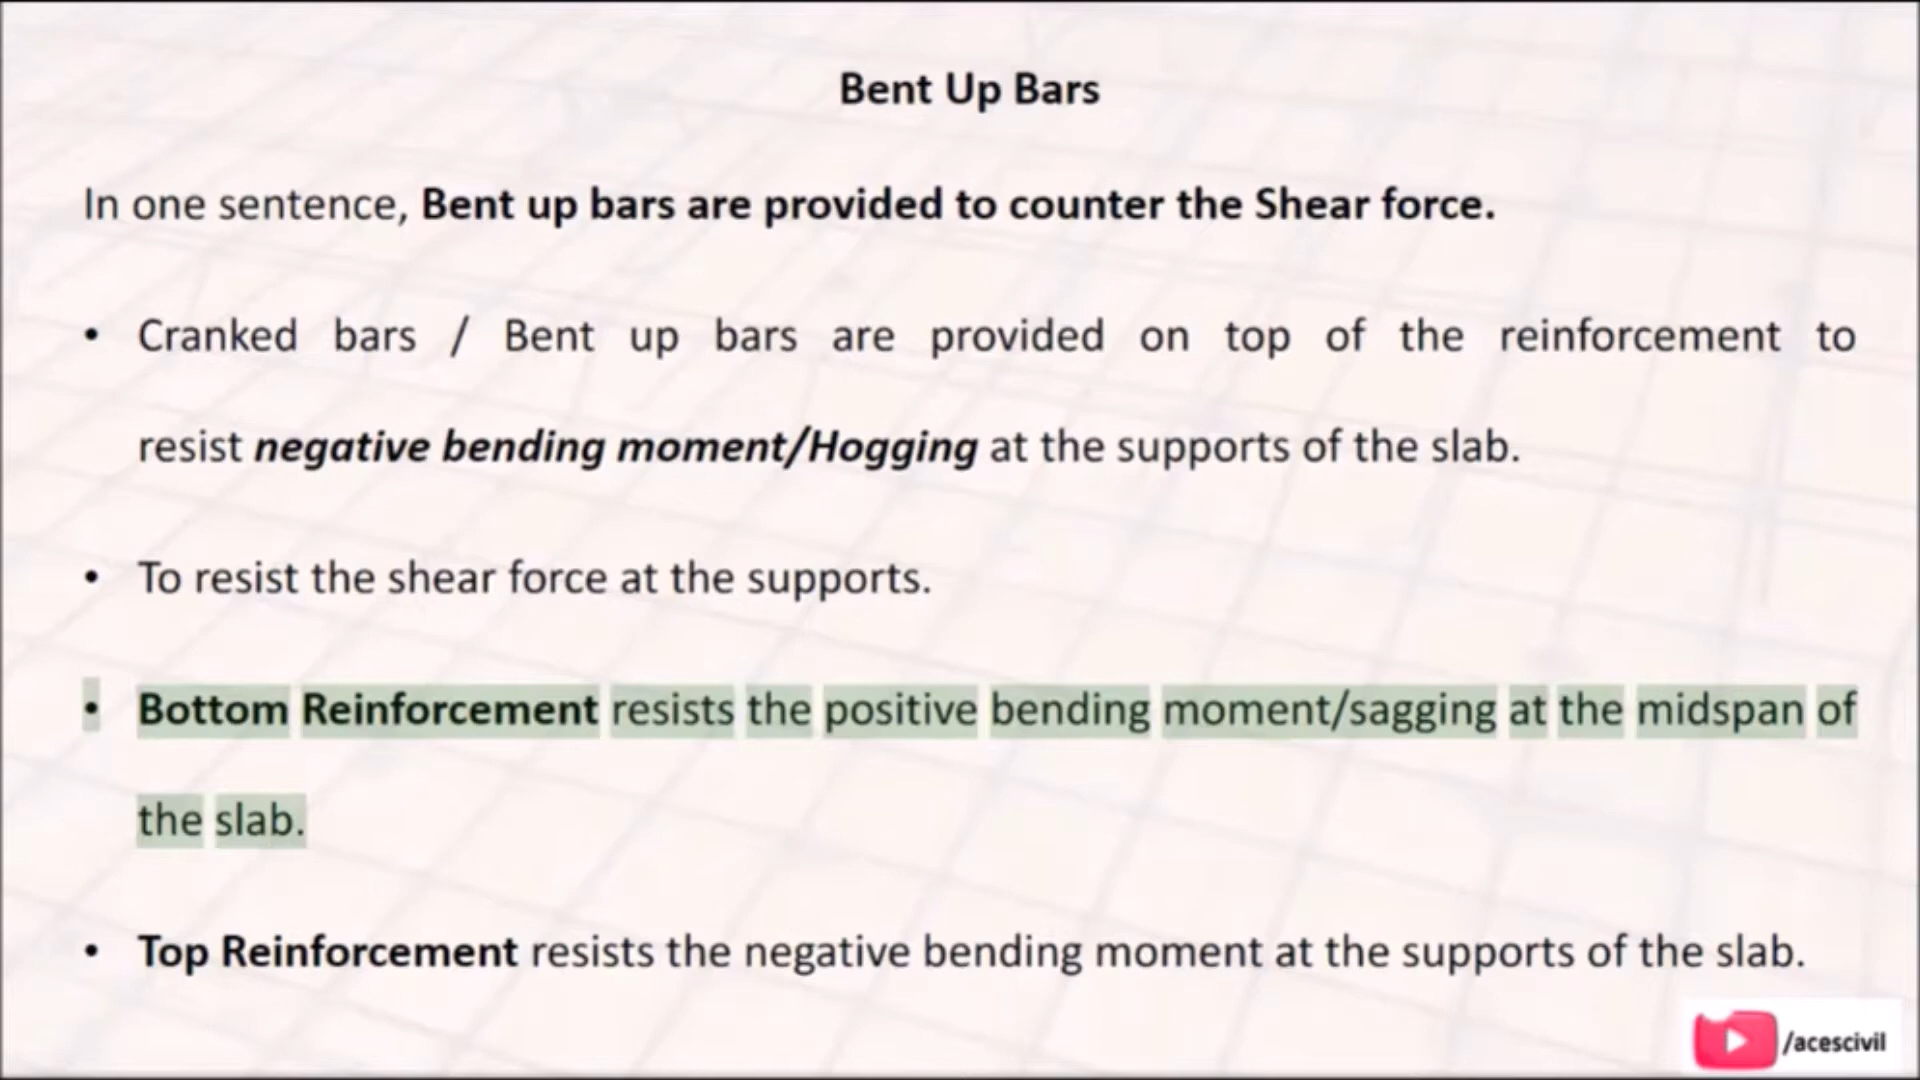 Bent Up Bars
In one sentence, Bent up bars are provided to counter the Shear force.
• Cranked bars / Bent up bars are provided on top of the reinforcement to
resist negative bending moment/Hogging at the supports of the slab.
• To resist the shear force at the supports.
• Bottom Reinforcement resists the positive bending moment/sagging at the midspan of
the slab.
• Top Reinforcement resists the negative bending moment at the supports of the slab.
/acescivil